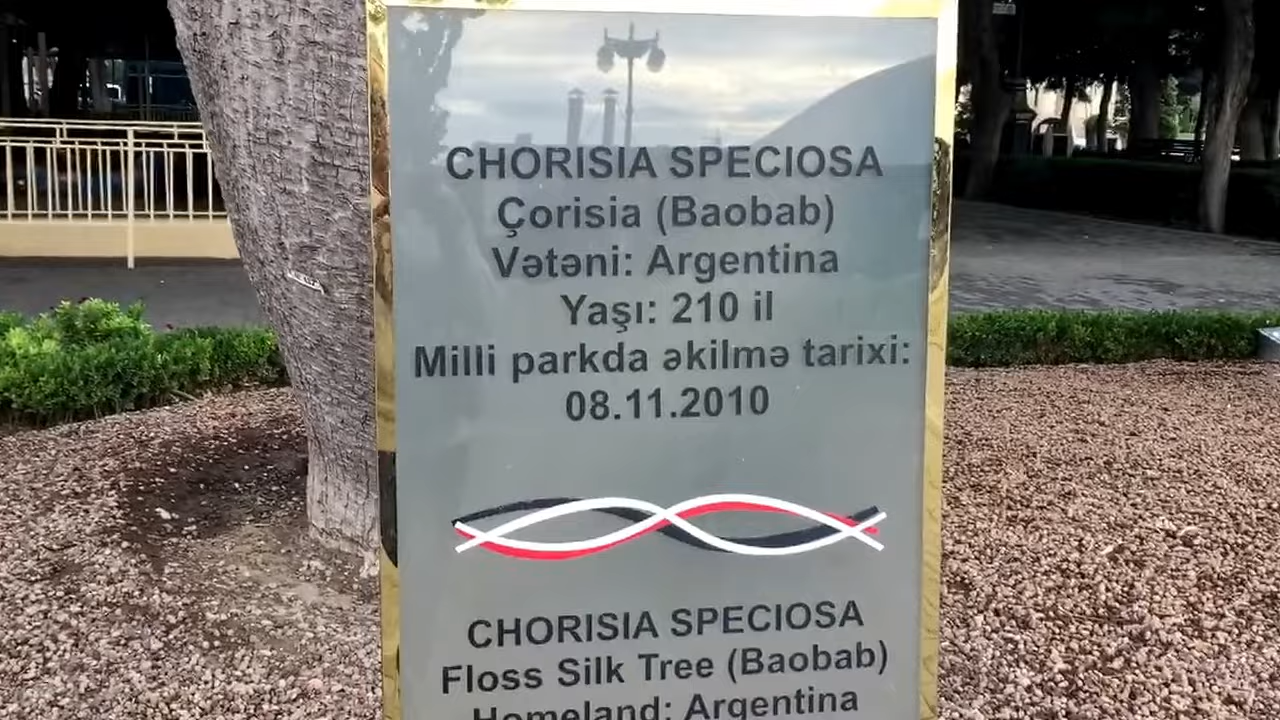 CHORISIA SPECIOSA
Çorisia (Baobab)
Vətəni: Argentina
Yaşı: 210 il
Milli parkda əkilmə tarixi:
08.11.2010
CHORISIA SPECIOSA
Floss Silk Tree (Baobab)
Homeland: Argentina